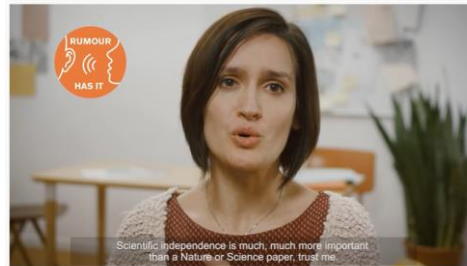 RUMOUR
HAS IT
Scientific independence is much, much more important
than a Nature or Science paper, trust me.